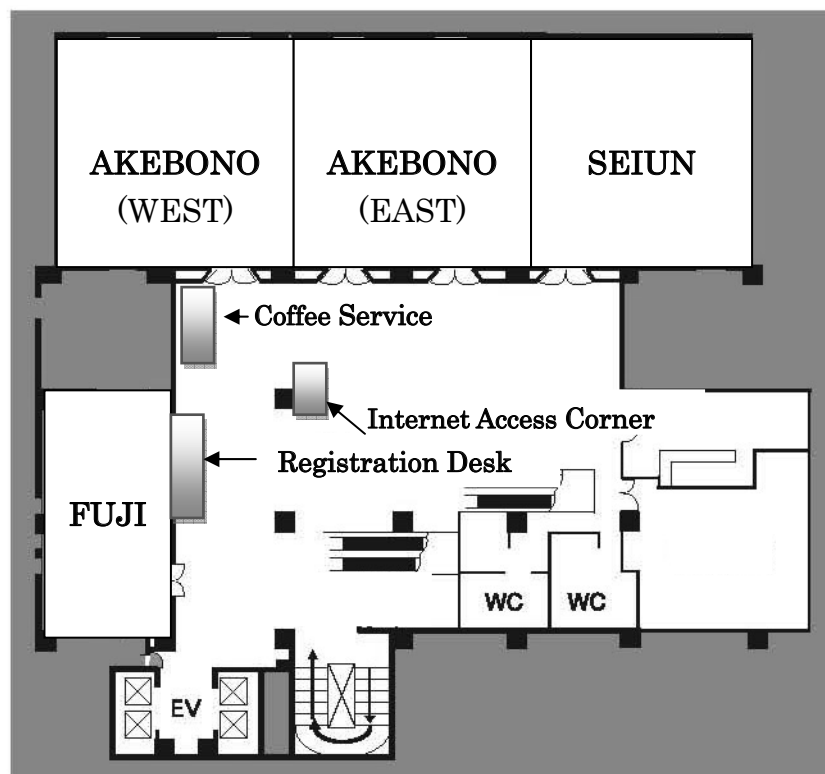 AKEBONO
(WEST)
AKEBONO
(EAST)
SEIUN
Coffee Service
Internet Access Corner
Registration Desk
FUJI
WC
WC
EV